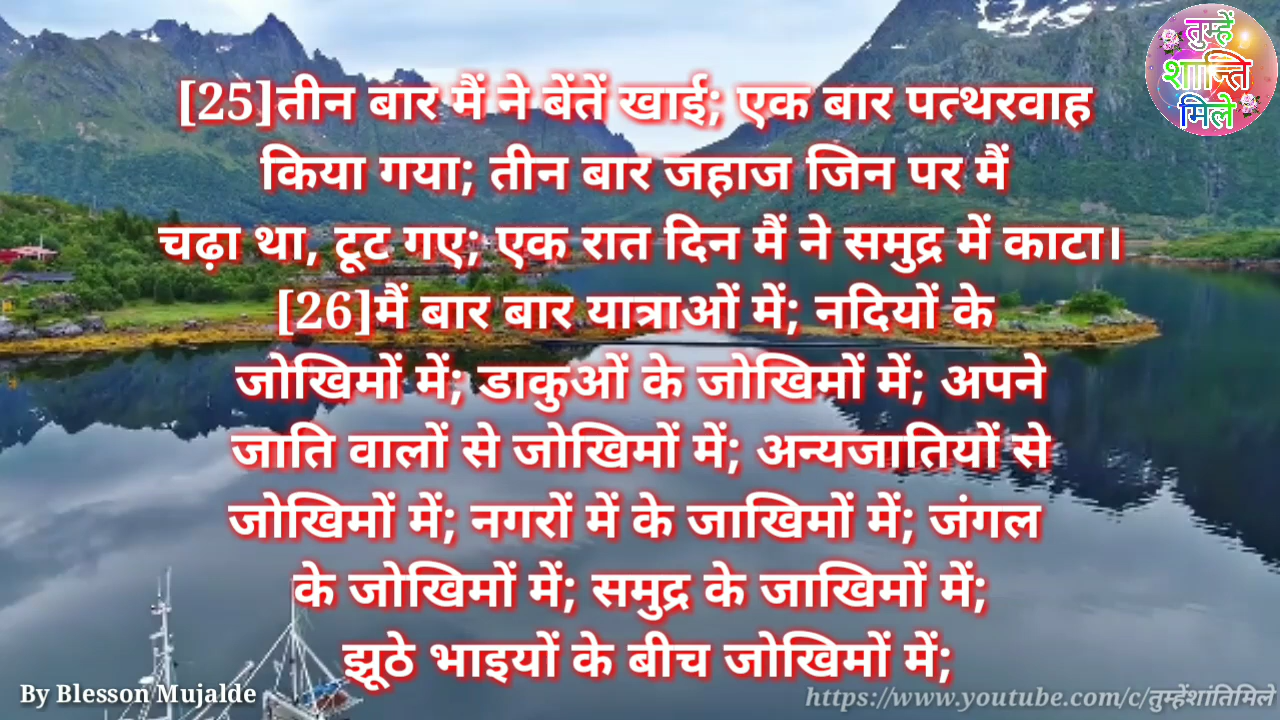 तुम्हें
शान्ति
मिले
[25]तीन बार मैं ने बेंतें खाई; एक बार पत्थरवाह
किया गया; तीन बार जहाज जिन पर मैं
चढ़ा था, टूट गए; एक रात दिन मैं ने समुद्र में काटा।
[26]मैं बार बार यात्राओं में; नदियों के
जोखिमों में; डाकुओं के जोखिमों में; अपने
जाति वालों से जोखिमों में; अन्यजातियों से
जोखिमों में; नगरों में के जाखिमों में; जंगल
के जोखिमों में; समुद्र के जाखिमों में;
झूठे भाइयों के बीच जोखिमों में;
By Blesson Mujalde
https://www.youtube.com/c/तुम्हेंशांतिमिले